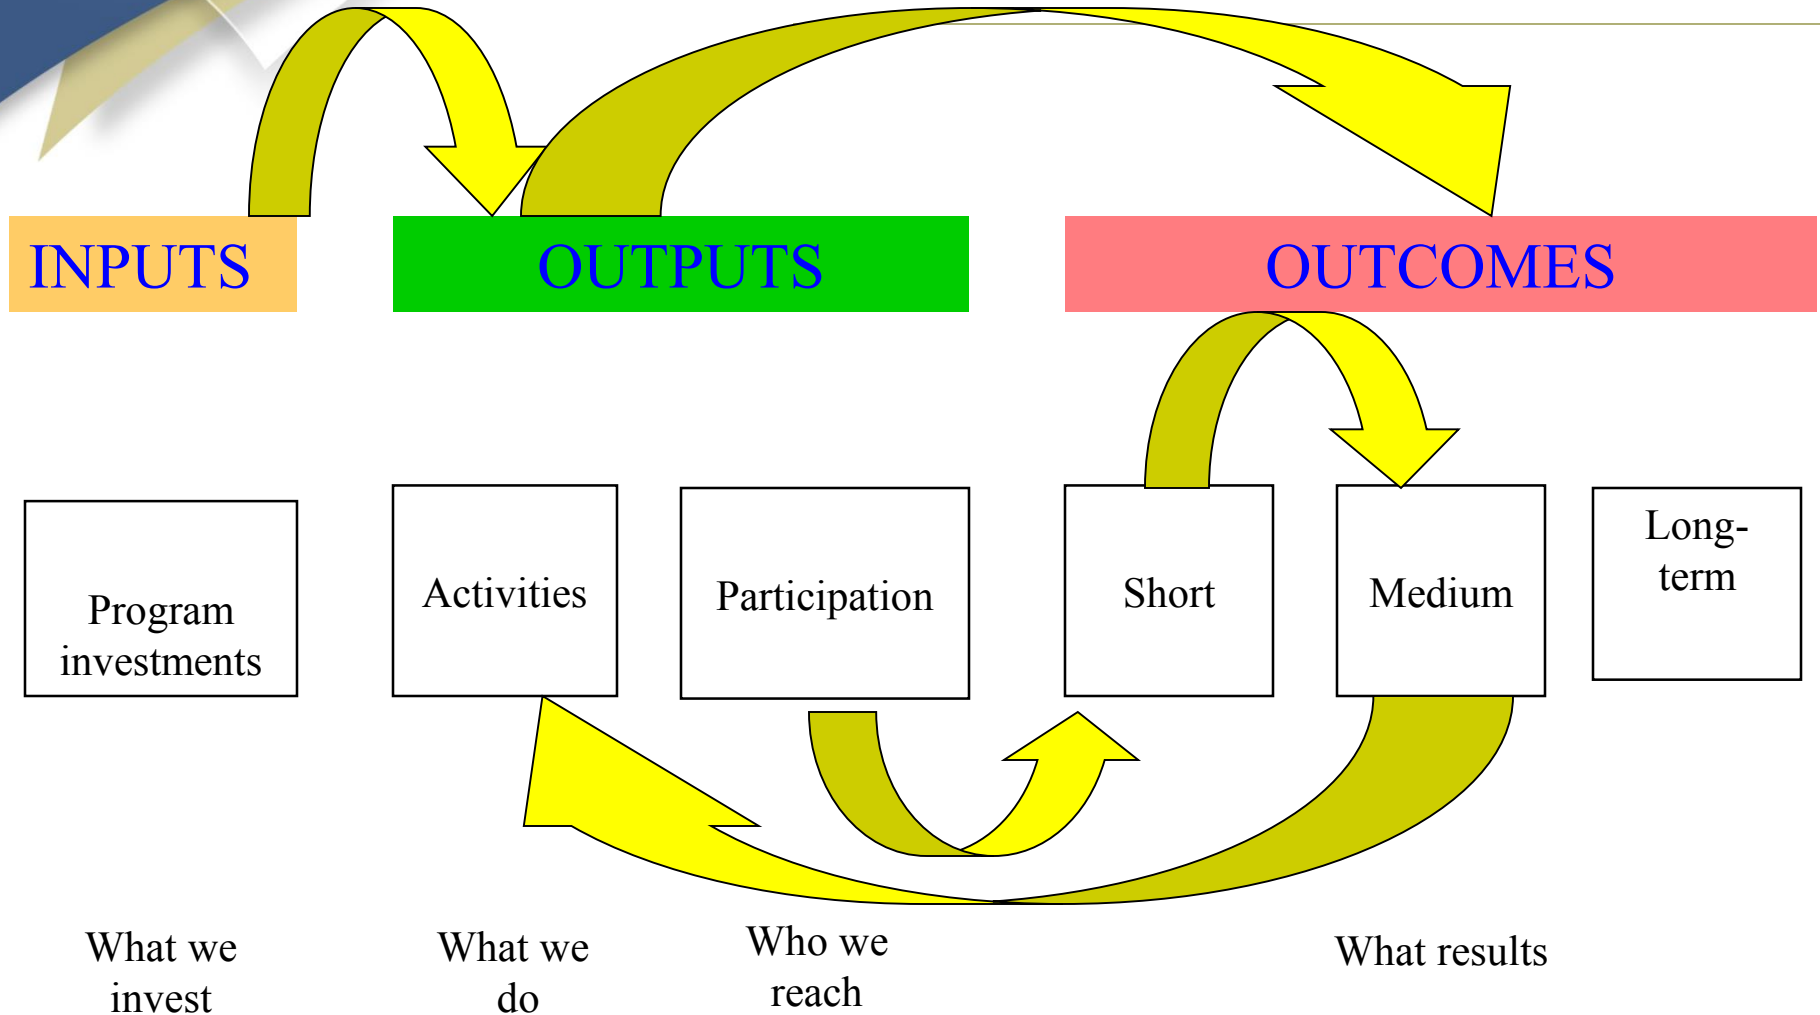 INPUTS
OUTPUTS
OUTCOMES
Program
investments
Activities
Participation
Short
Medium
Long-
term
What we
invest
What we
do
Who we
reach
What results